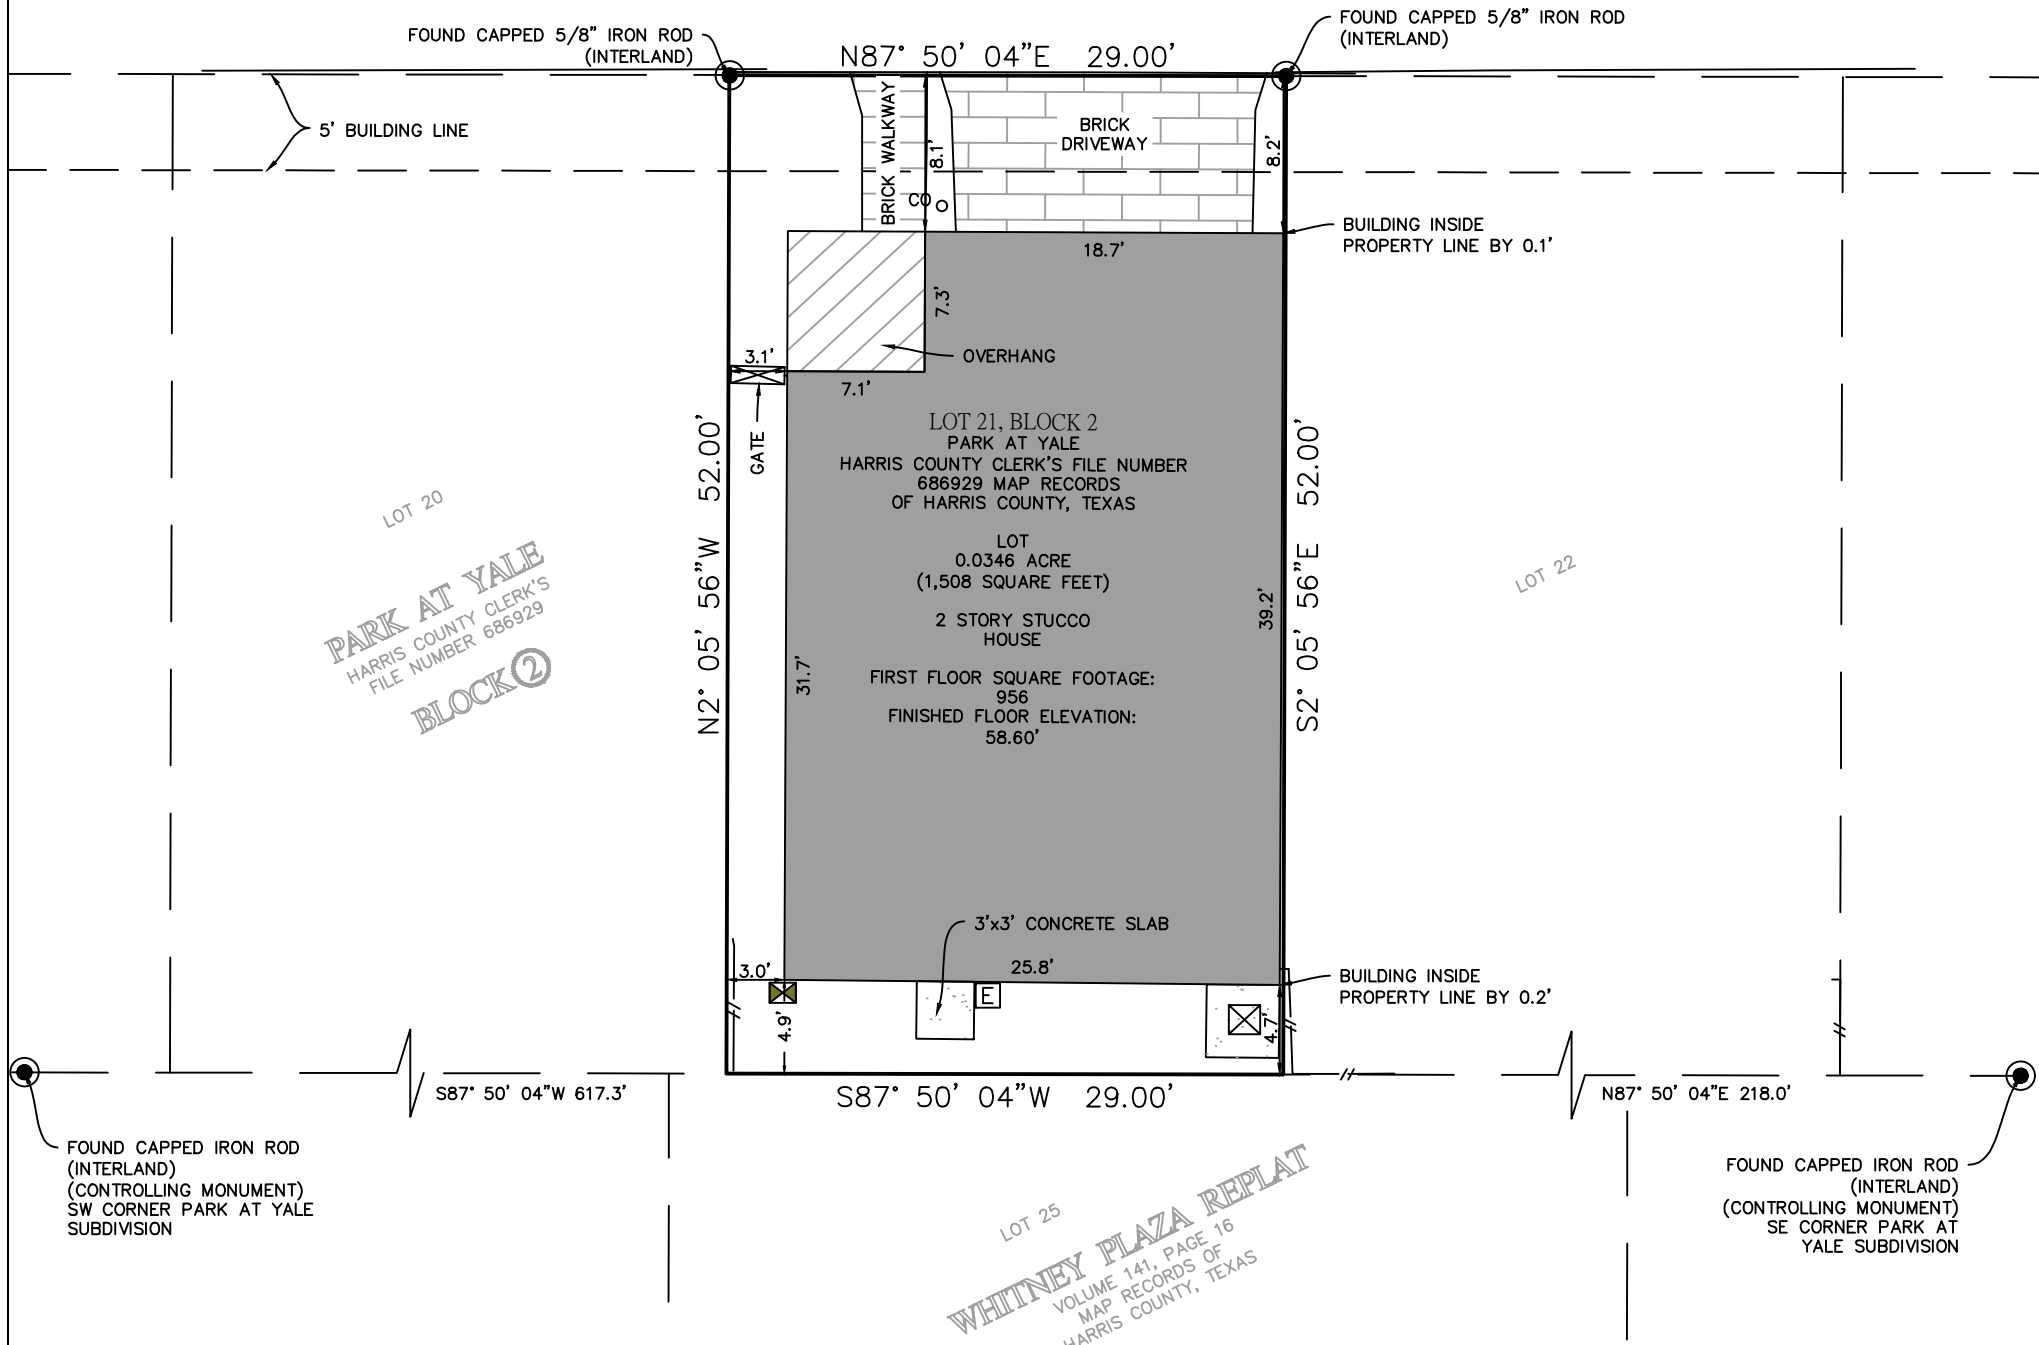 FOUND CAPPED 5/8" IRON ROD
(INTERLAND)
N87° 50' 04"E 29.00'
FOUND CAPPED 5/8" IRON ROD
(INTERLAND)
5' BUILDING LINE
BRICK WALKWAY
8.1'
BRICK
DRIVEWAY
8.2'
CO
BUILDING INSIDE
PROPERTY LINE BY 0.1'
18.7'
7.3'
OVERHANG
3.1'
7.1'
GATE
N2° 05' 56"W 52.00'
S2° 05' 56"E 52.00'
LOT 21, BLOCK 2
PARK AT YALE
HARRIS COUNTY CLERK'S FILE NUMBER
686929 MAP RECORDS
OF HARRIS COUNTY, TEXAS
LOT
0.0346 ACRE
(1,508 SQUARE FEET)
2 STORY STUCCO
HOUSE
FIRST FLOOR SQUARE FOOTAGE:
956
FINISHED FLOOR ELEVATION:
58.60'
31.7'
39.2'
LOT 20
PARK AT YALE
HARRIS COUNTY CLERK'S
FILE NUMBER 686929
BLOCK 2
LOT 22
3'x3' CONCRETE SLAB
3.0'
25.8'
E
4.9'
4.7'
BUILDING INSIDE
PROPERTY LINE BY 0.2'
S87° 50' 04"W 617.3'
S87° 50' 04"W 29.00'
N87° 50' 04"E 218.0'
FOUND CAPPED IRON ROD
(INTERLAND)
(CONTROLLING MONUMENT)
SW CORNER PARK AT YALE
SUBDIVISION
FOUND CAPPED IRON ROD
(INTERLAND)
(CONTROLLING MONUMENT)
SE CORNER PARK AT
YALE SUBDIVISION
LOT 25
WHITNEY PLAZA REPLAT
VOLUME 141, PAGE 16
MAP RECORDS OF
HARRIS COUNTY, TEXAS